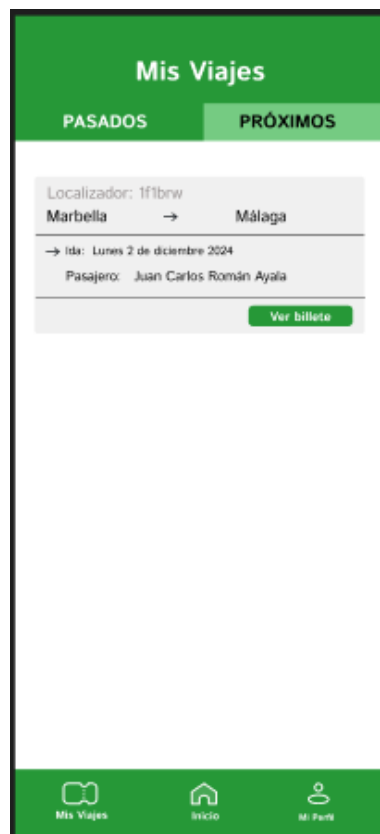 Mis Viajes
PASADOS PRÓXIMOS
Localizador: 1f1brw
Marbella → Málaga
→ Ida: Lunes 2 de diciembre 2024
Pasajero: Juan Carlos Román Ayala
Ver billete
Mis Viajes Inicio Mi Perfil